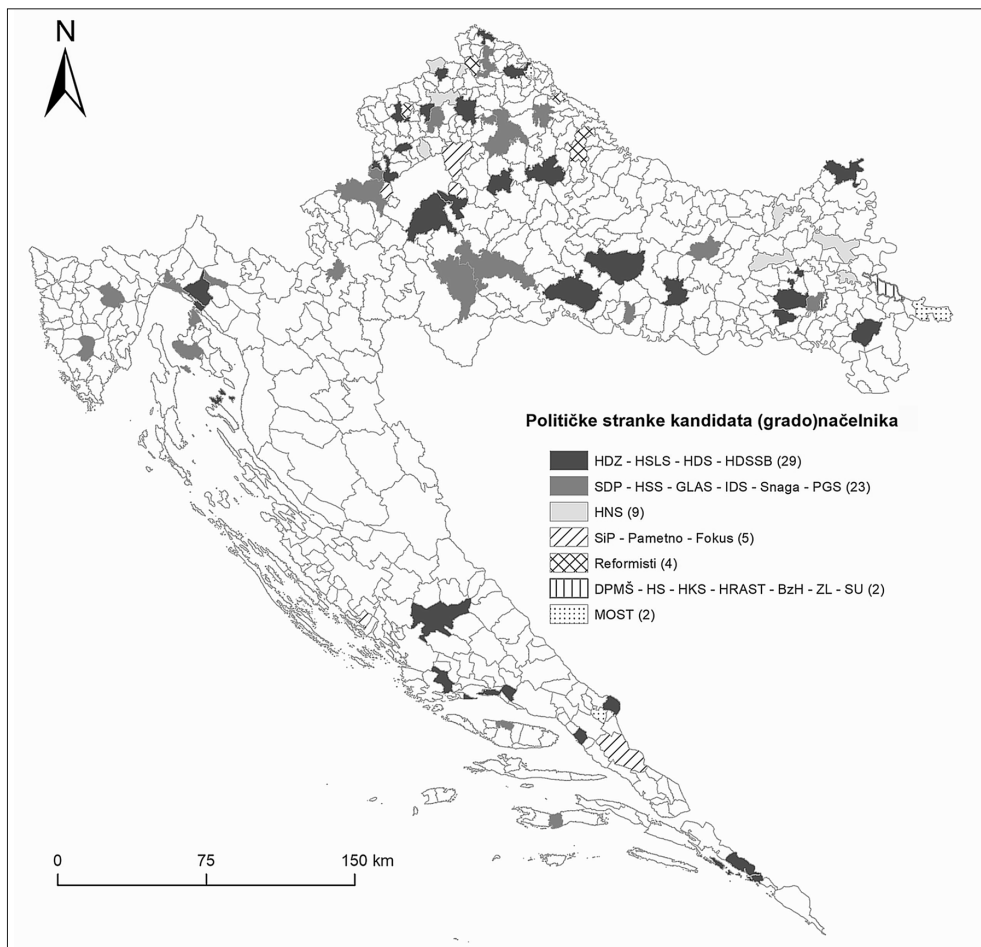 N
Političke stranke kandidata (grado)načelnika
HDZ - HSLS - HDS - HDSSB (29)
SDP - HSS - GLAS - IDS - Snaga - PGS (23)
HNS (9)
SiP - Pametno - Fokus (5)
Reformisti (4)
DPMŠ - HS - HKS - HRAST - BzH - ZL - SU (2)
MOST (2)
0 75 150 km